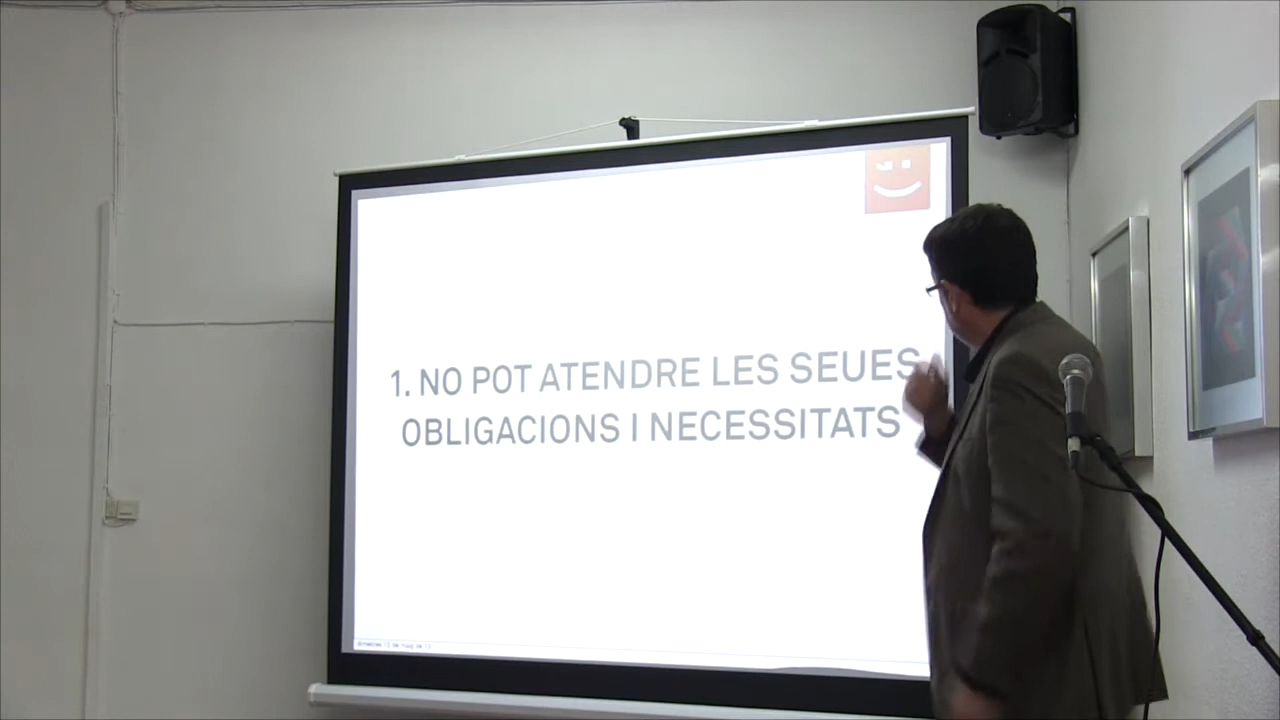 1. NO POT ATENDRE LES SEUES
OBLIGACIONS I NECESSITATS